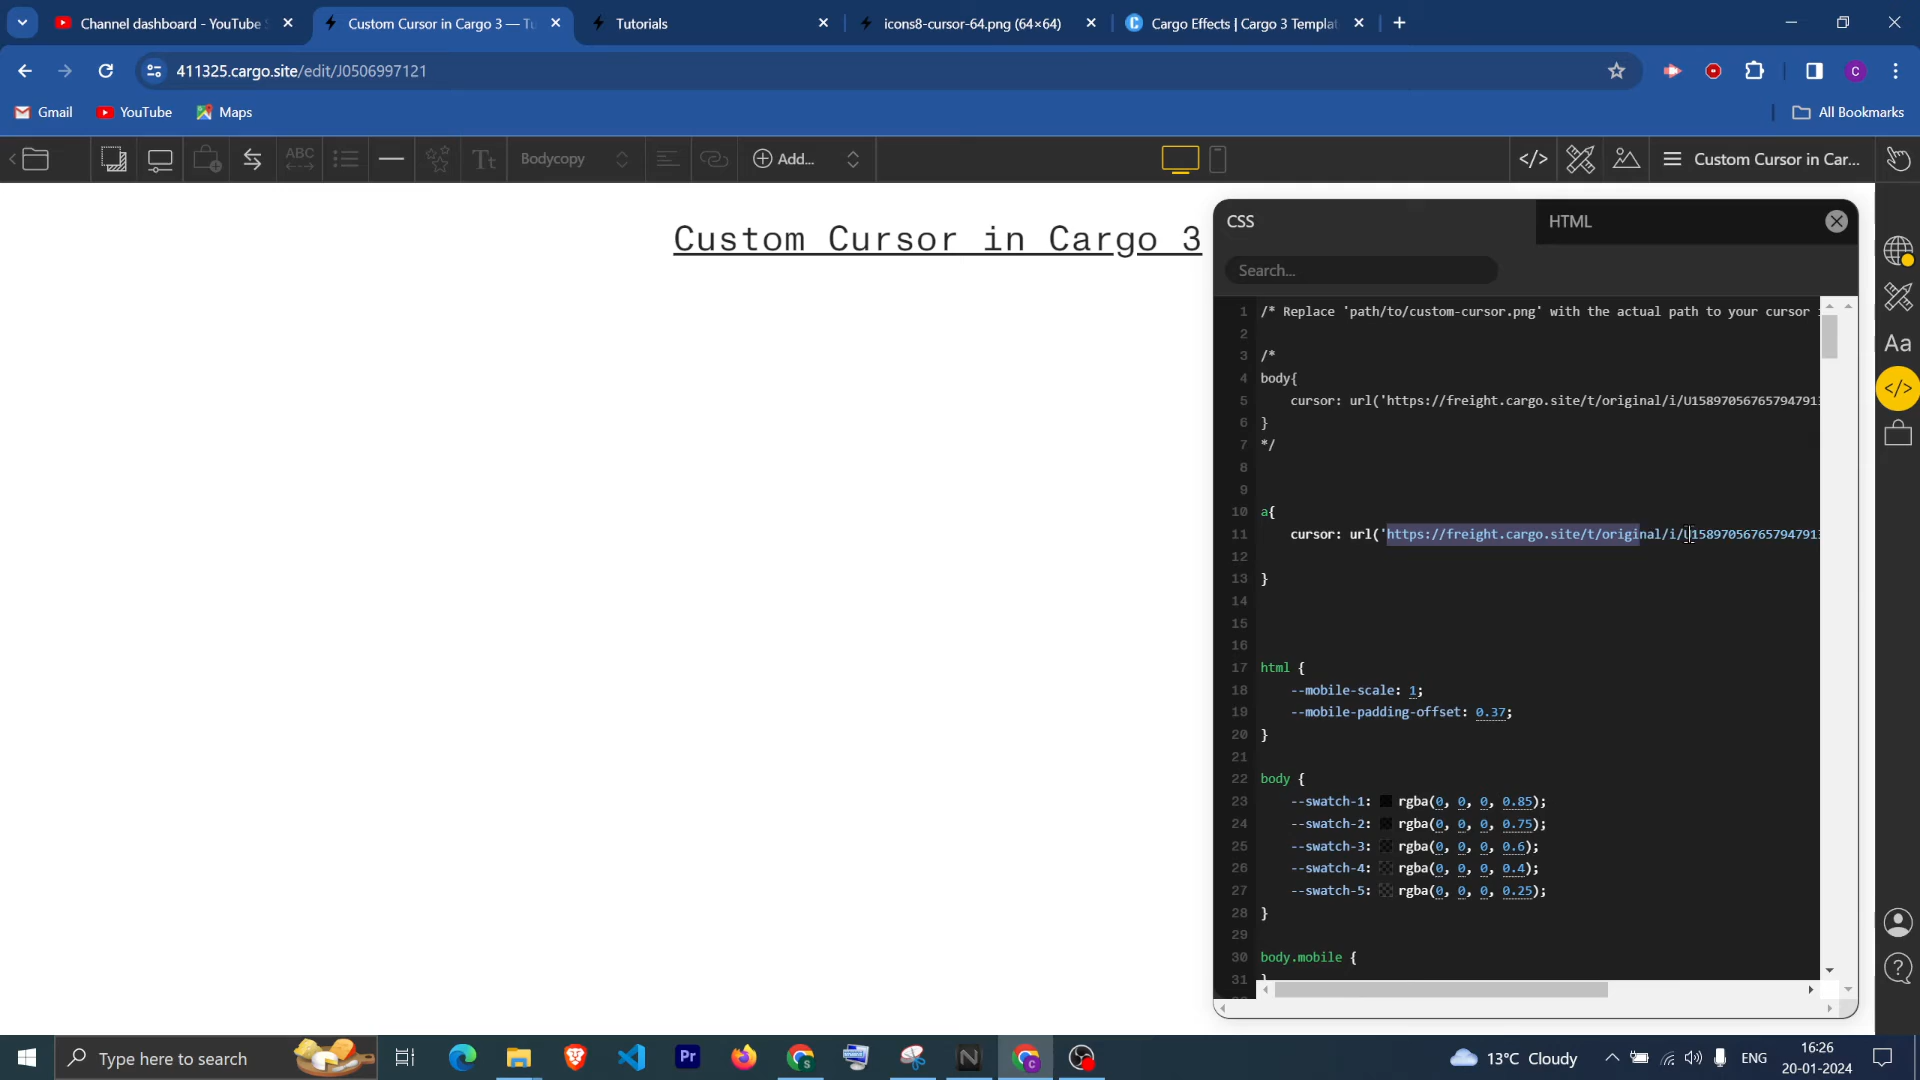 Channel dashboard - YouTube S
Custom Cursor in Cargo 3 — Tu
Tutorials
icons8-cursor-64.png (64×64)
Cargo Effects | Cargo 3 Templat
411325.cargo.site/edit/J0506997121
C
Gmail
YouTube
Maps
All Bookmarks
ABC
Tt
Bodycopy
Add...
</>
Custom Cursor in Car...
Custom Cursor in Cargo 3
CSS
HTML
Search...
Aa
</>
1 /* Replace 'path/to/custom-cursor.png' with the actual path to your cursor i
2
3 /*
4 body{
5 cursor: url('https://freight.cargo.site/t/original/i/U15897056765794791
6 }
7 */
8
9
10 a{
11 cursor: url('https://freight.cargo.site/t/original/i/U15897056765794791
12
13 }
14
15
16
17 html {
18 --mobile-scale: 1;
19 --mobile-padding-offset: 0.37;
20 }
21
22 body {
23 --swatch-1: rgba(0, 0, 0, 0.85);
24 --swatch-2: rgba(0, 0, 0, 0.75);
25 --swatch-3: rgba(0, 0, 0, 0.6);
26 --swatch-4: rgba(0, 0, 0, 0.4);
27 --swatch-5: rgba(0, 0, 0, 0.25);
28 }
29
30 body.mobile {
31 }
Type here to search
Pr
13°C Cloudy
ENG
16:26
20-01-2024